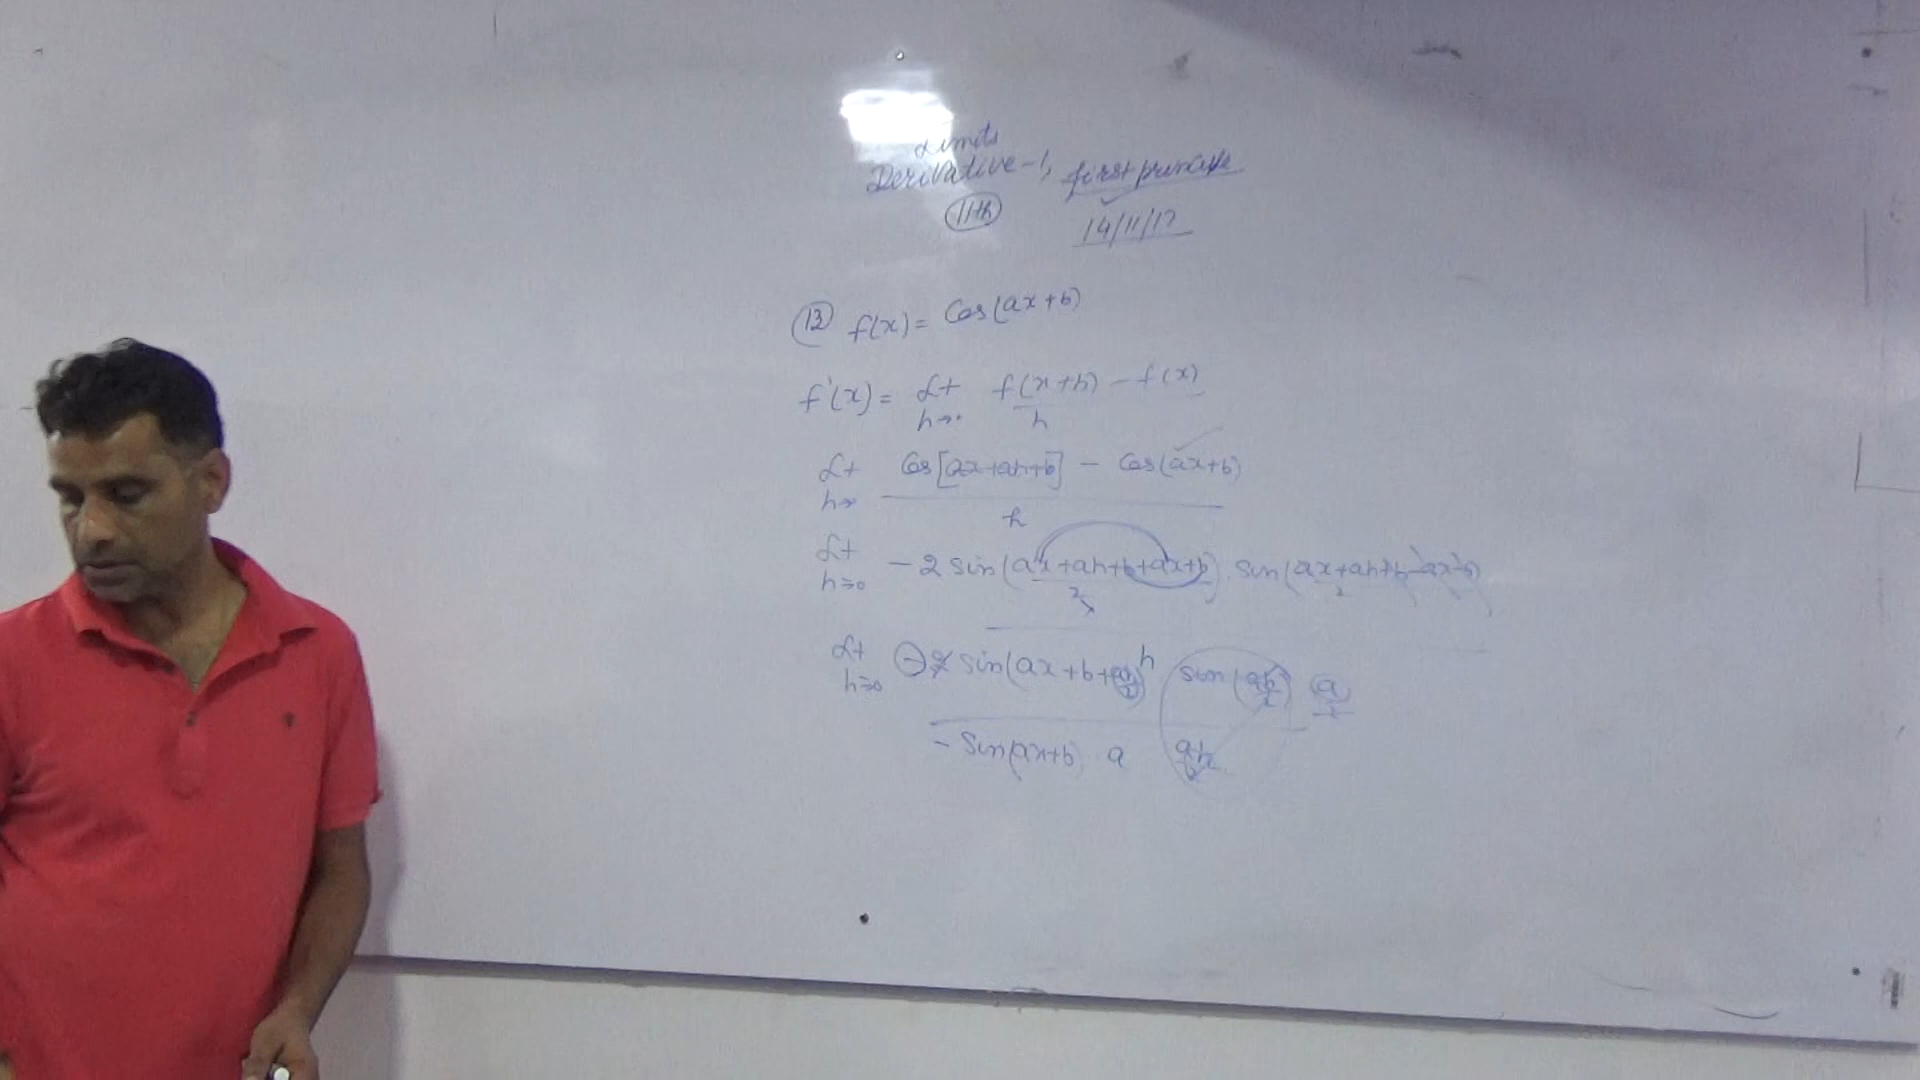 Limits
Derivative-1, first principle
11th
14/11/17
(13) f(x) = Cos(ax+b)
f'(x) = Lt h→0 f(x+h) - f(x) / h
Lt h→ Cos[ax+ah+b] - Cos(ax+b) / h
Lt h→0 -2 sin(ax+ah+b+ax+b / 2) . sin(ax+ah+b-ax-b / 2)
Lt h→0 -2 sin(ax+b+ah/2) sin(ah/2) a/2
- Sin(ax+b) . a